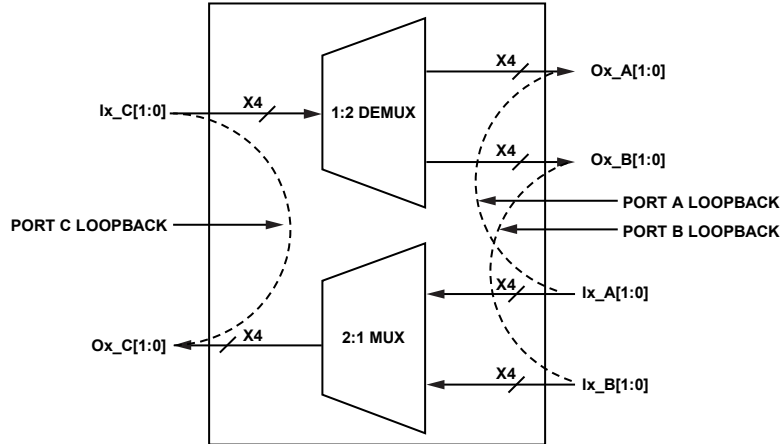 X4
Ox_A[1:0]
Ix_C[1:0]
X4
1:2 DEMUX
X4
Ox_B[1:0]
PORT A LOOPBACK
PORT C LOOPBACK
PORT B LOOPBACK
X4
Ix_A[1:0]
Ox_C[1:0]
X4
2:1 MUX
X4
Ix_B[1:0]